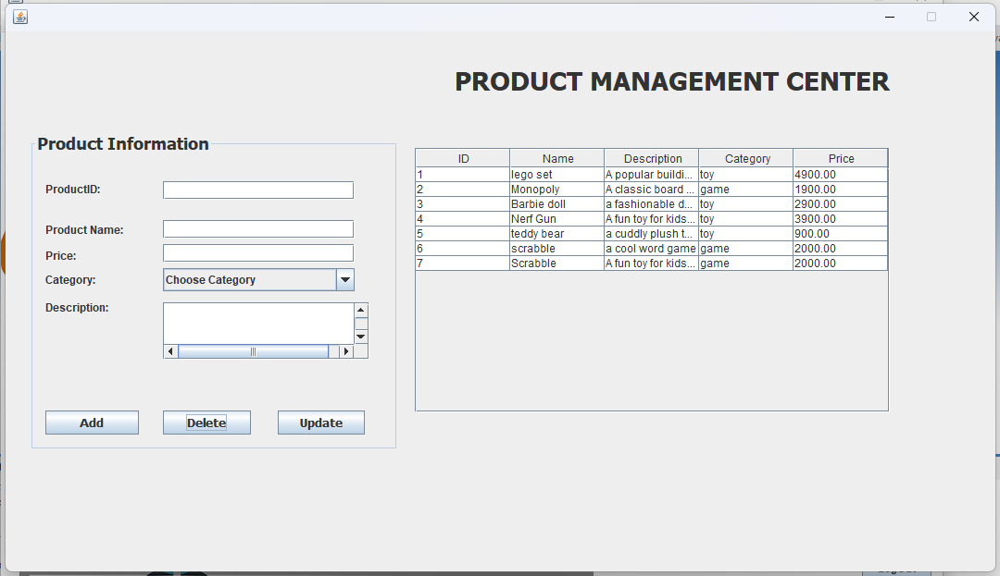 PRODUCT MANAGEMENT CENTER
Product Information
ProductID:
Product Name:
Price:
Category: Choose Category
Description:
Add Delete Update
ID Name Description Category Price
1 lego set A popular buildi... toy 4900.00
2 Monopoly A classic board ... game 1900.00
3 Barbie doll a fashionable d... toy 2900.00
4 Nerf Gun A fun toy for kids... toy 3900.00
5 teddy bear a cuddly plush t... toy 900.00
6 scrabble a cool word game game 2000.00
7 Scrabble A fun toy for kids... game 2000.00